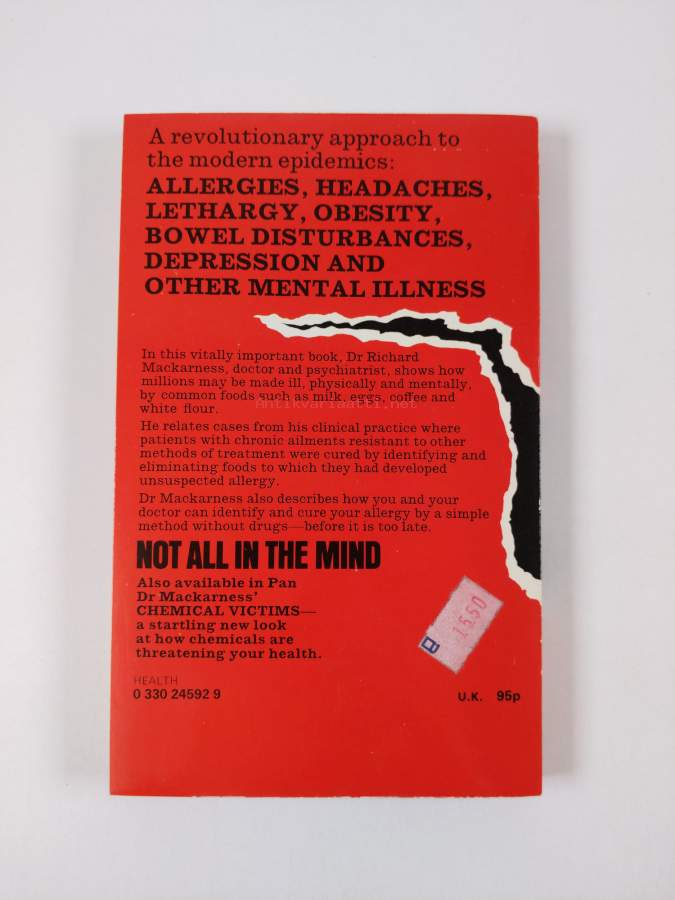 A revolutionary approach to
the modern epidemics:
ALLERGIES, HEADACHES,
LETHARGY, OBESITY,
BOWEL DISTURBANCES,
DEPRESSION AND
OTHER MENTAL ILLNESS
In this vitally important book, Dr Richard
Mackarness, doctor and psychiatrist, shows how
millions may be made ill, physically and mentally,
by common foods such as milk, eggs, coffee and
Antikvariaatti.net
white flour.
He relates cases from his clinical practice where
patients with chronic ailments resistant to other
methods of treatment were cured by identifying and
eliminating foods to which they had developed
unsuspected allergy.
Dr Mackarness also describes how you and your
doctor can identify and cure your allergy by a simple
method without drugs—before it is too late.
NOT ALL IN THE MIND
Also available in Pan
Dr Mackarness'
CHEMICAL VICTIMS—
a startling new look
at how chemicals are
threatening your health.
B 15.50
HEALTH
0 330 24592 9
U.K. 95p